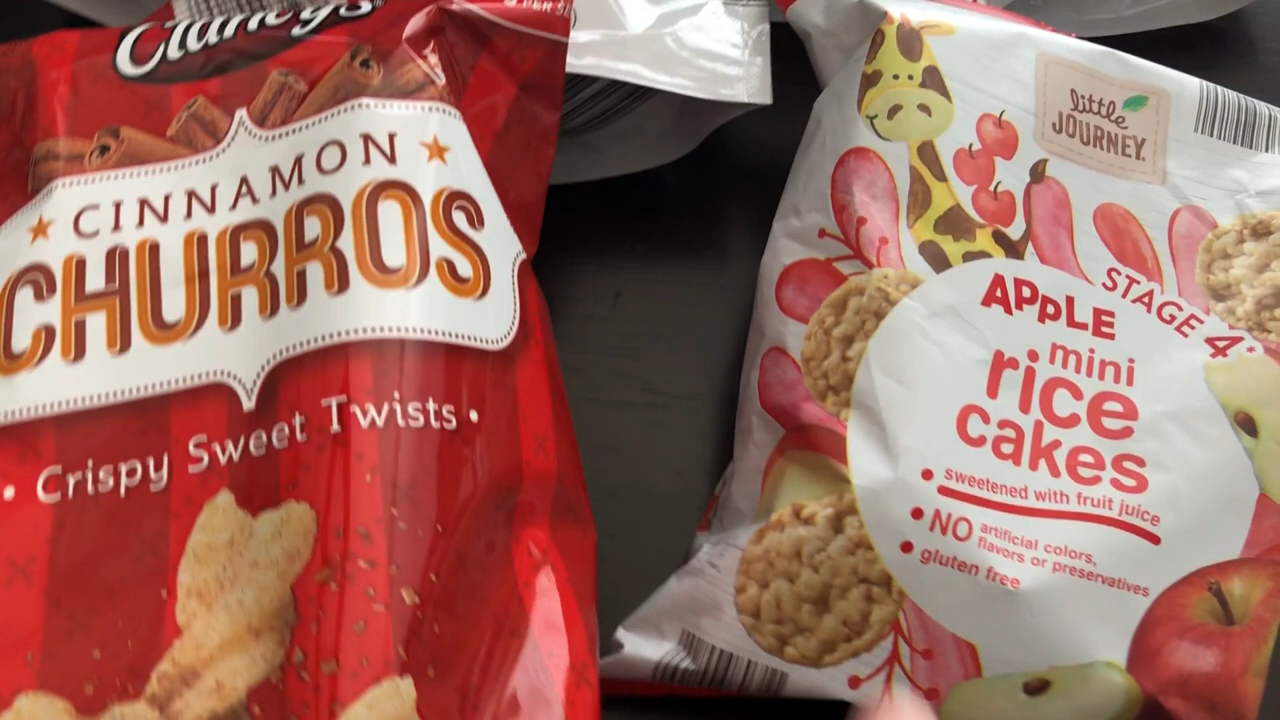 Clancy's
CINNAMON
CHURROS
• Crispy Sweet Twists •
little
JOURNEY
STAGE 4*
APPLE
mini
rice
cakes
• sweetened with fruit juice
• NO artificial colors,
flavors or preservatives
• gluten free